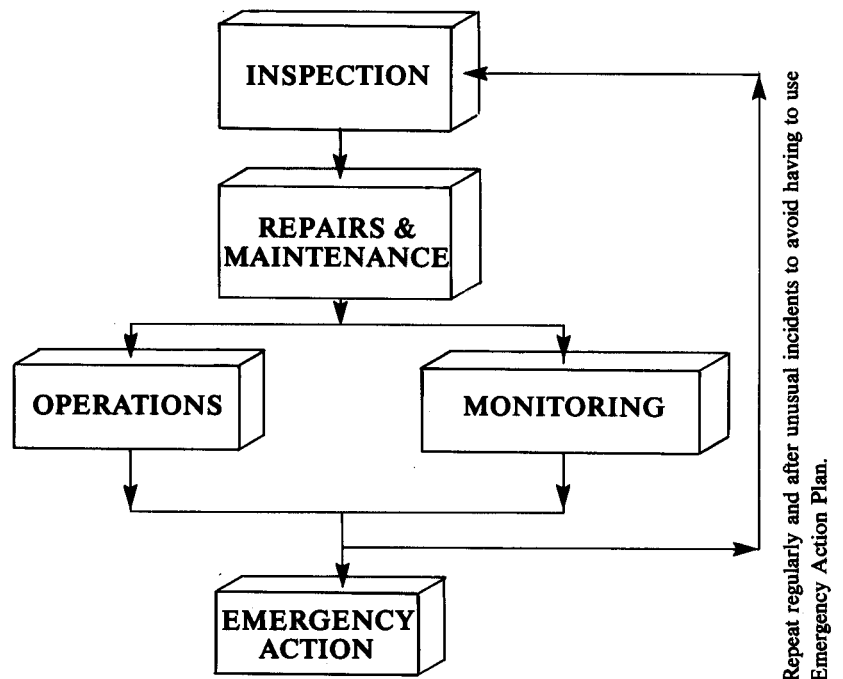 INSPECTION
REPAIRS &
MAINTENANCE
OPERATIONS
MONITORING
EMERGENCY
ACTION
Repeat regularly and after unusual incidents to avoid having to use
Emergency Action Plan.